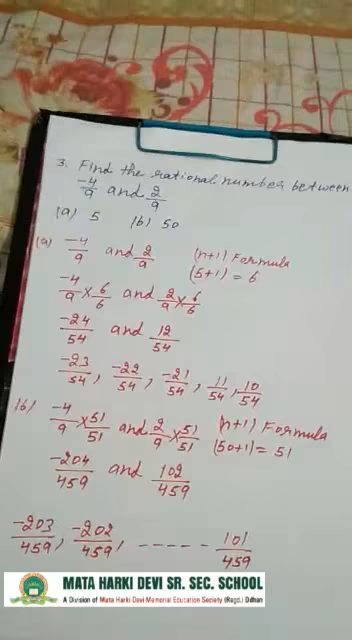 3. Find the rational number between
-4/9 and 2/9
(a) 5 (b) 50
(a) -4/9 and 2/9 (n+1) Formula
(5+1) = 6
-4/9 × 6/6 and 2/9 × 6/6
-24/54 and 12/54
-23/54, -22/54, -21/54, 11/54, 10/54
(b) -4/9 × 51/51 and 2/9 × 51/51 (n+1) Formula
(50+1) = 51
-204/459 and 102/459
-203/459, -202/459, ----- 101/459
MATA HARKI DEVI SR. SEC. SCHOOL
A Division of Mata Harki Devi Memorial Education Society (Regd.) Odhan